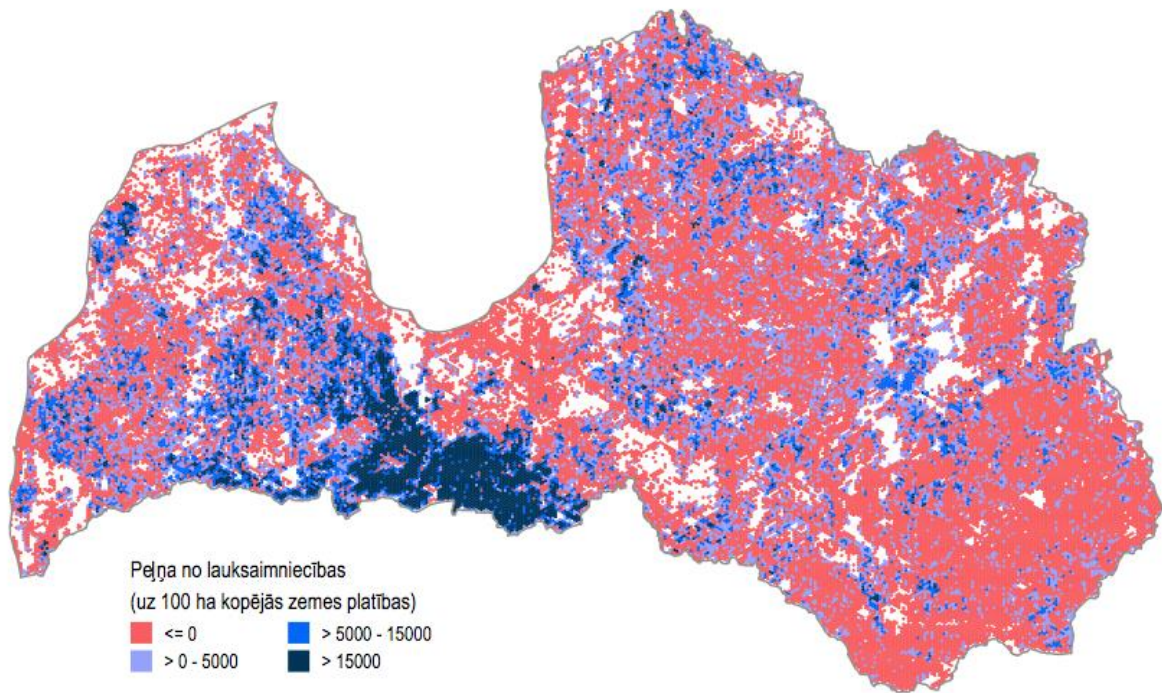 Peļņa no lauksaimniecības
(uz 100 ha kopējās zemes platības)
<= 0
> 5000 - 15000
> 0 - 5000
> 15000